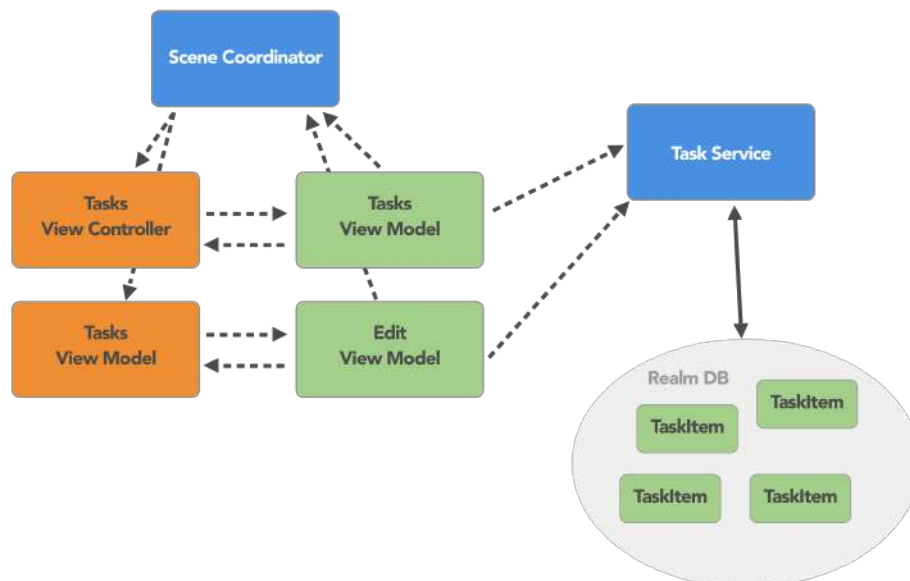 Scene Coordinator
Task Service
Tasks
View Controller
Tasks
View Model
Tasks
View Model
Edit
View Model
Realm DB
TaskItem
TaskItem
TaskItem
TaskItem